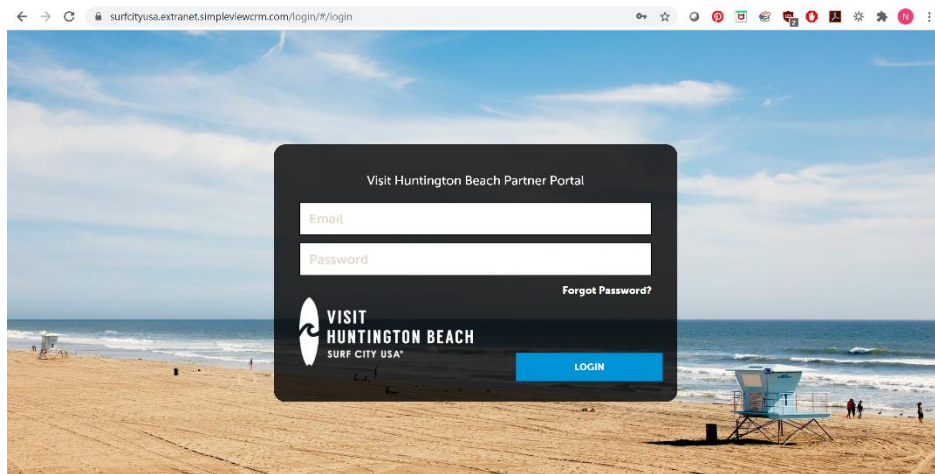 surfcityusa.extranet.simpleviewcrm.com/login/#/login
2
N
Visit Huntington Beach Partner Portal
Email
Password
Forgot Password?
VISIT
HUNTINGTON BEACH
SURF CITY USA®
LOGIN